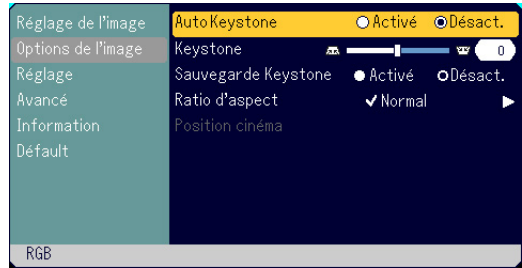 Réglage de l'image
Options de l'image
Réglage
Avancé
Information
Défault
Auto Keystone Activé Désact.
Keystone 0
Sauvegarde Keystone Activé Désact.
Ratio d'aspect Normal
Position cinéma
RGB